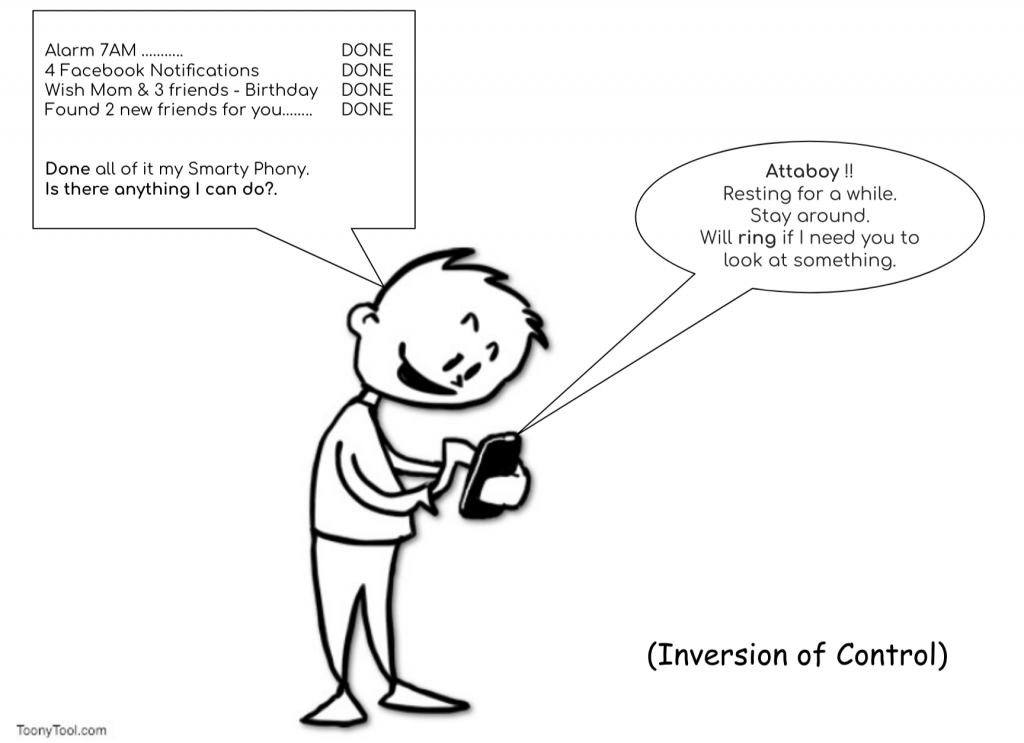 Alarm 7AM ........... DONE
4 Facebook Notifications DONE
Wish Mom & 3 friends - Birthday DONE
Found 2 new friends for you........ DONE
Done all of it my Smarty Phony.
Is there anything I can do?.
Attaboy !!
Resting for a while.
Stay around.
Will ring if I need you to
look at something.
(Inversion of Control)
ToonyTool.com